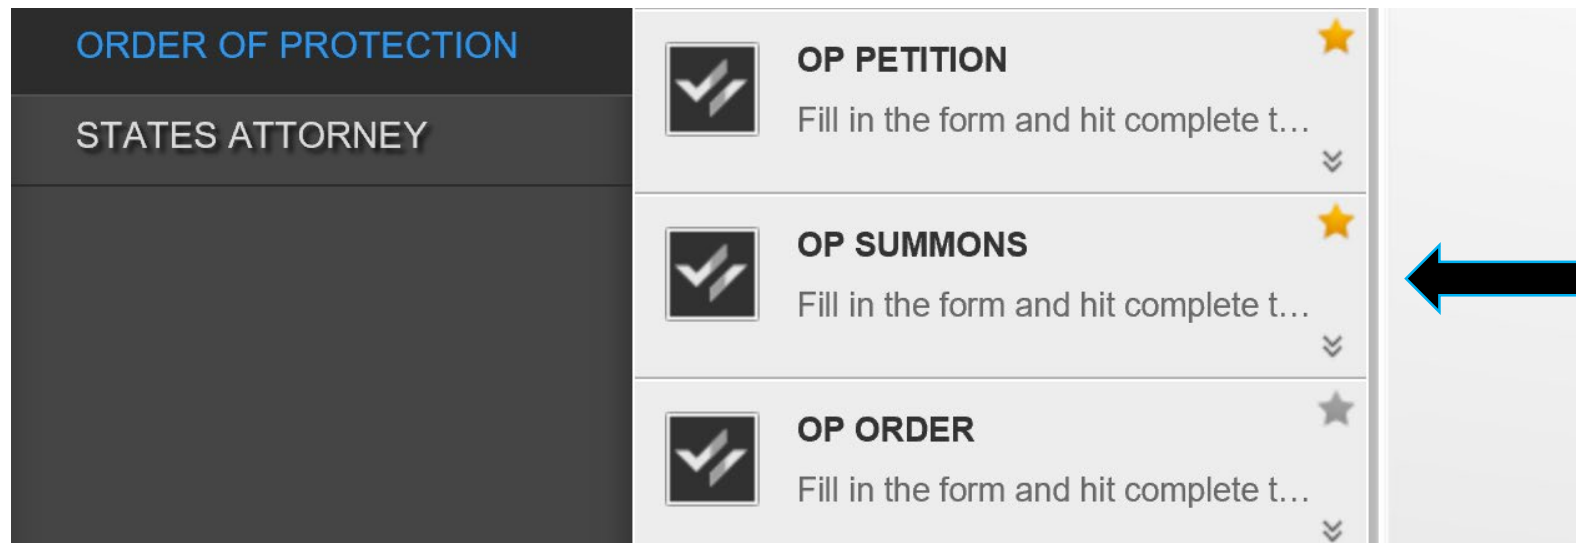 ORDER OF PROTECTION
STATES ATTORNEY
OP PETITION
Fill in the form and hit complete t...
OP SUMMONS
Fill in the form and hit complete t...
OP ORDER
Fill in the form and hit complete t...